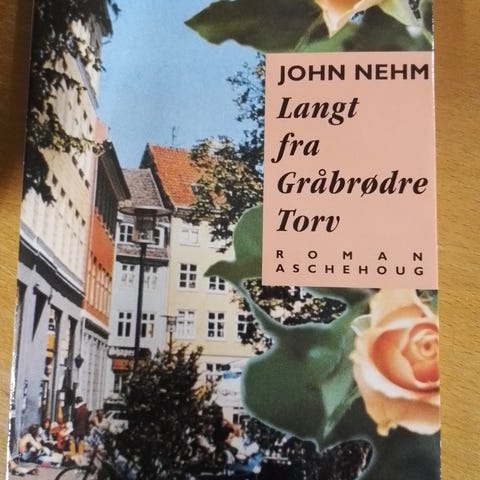 JOHN NEHM
Langt
fra
Gråbrødre
Torv
ROMAN
ASCHEHOUG